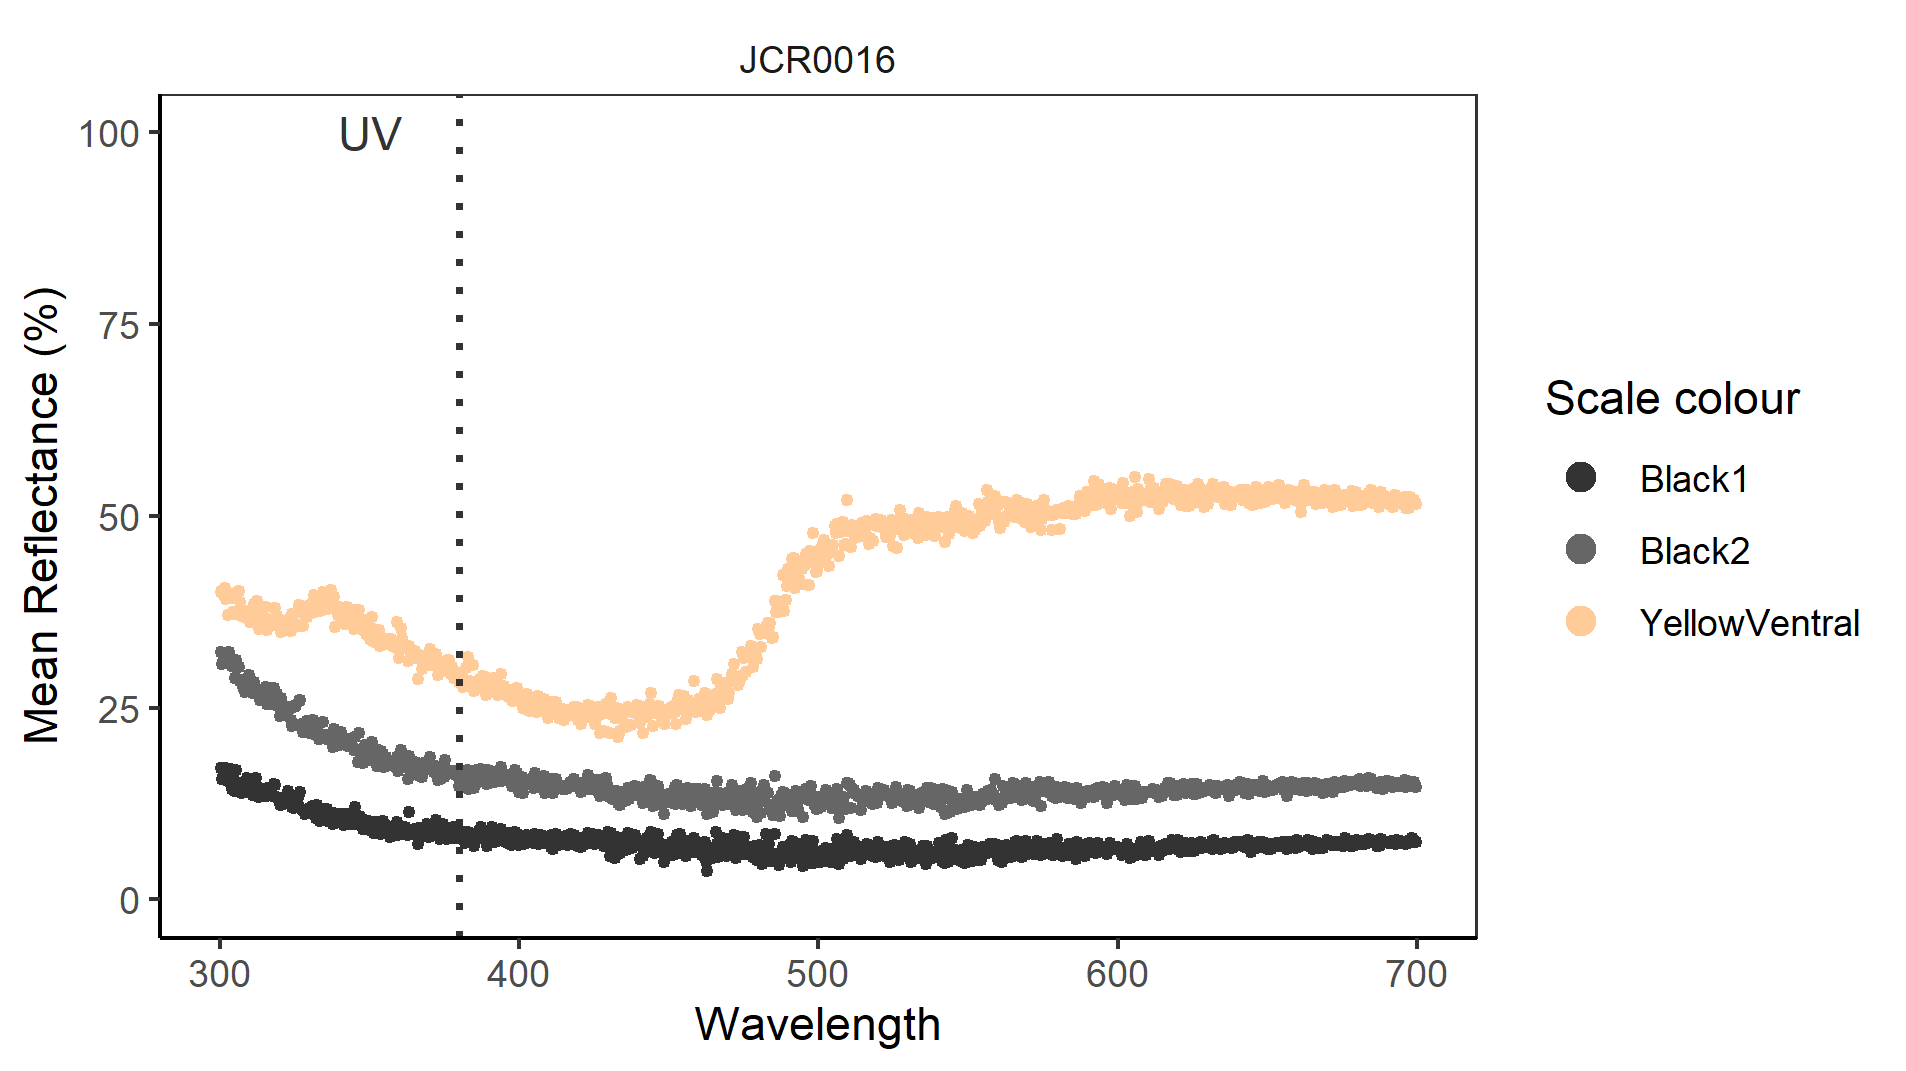 JCR0016
UV
100
75
50
25
0
Mean Reflectance (%)
300 400 500 600 700
Wavelength
Scale colour
Black1
Black2
YellowVentral